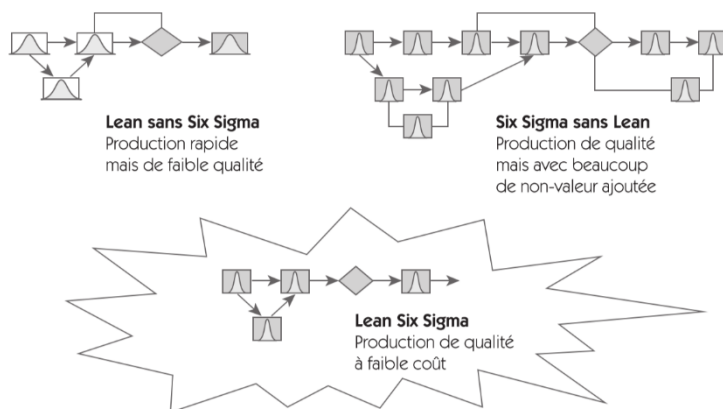 Lean sans Six Sigma
Production rapide
mais de faible qualité
Six Sigma sans Lean
Production de qualité
mais avec beaucoup
de non-valeur ajoutée
Lean Six Sigma
Production de qualité
à faible coût